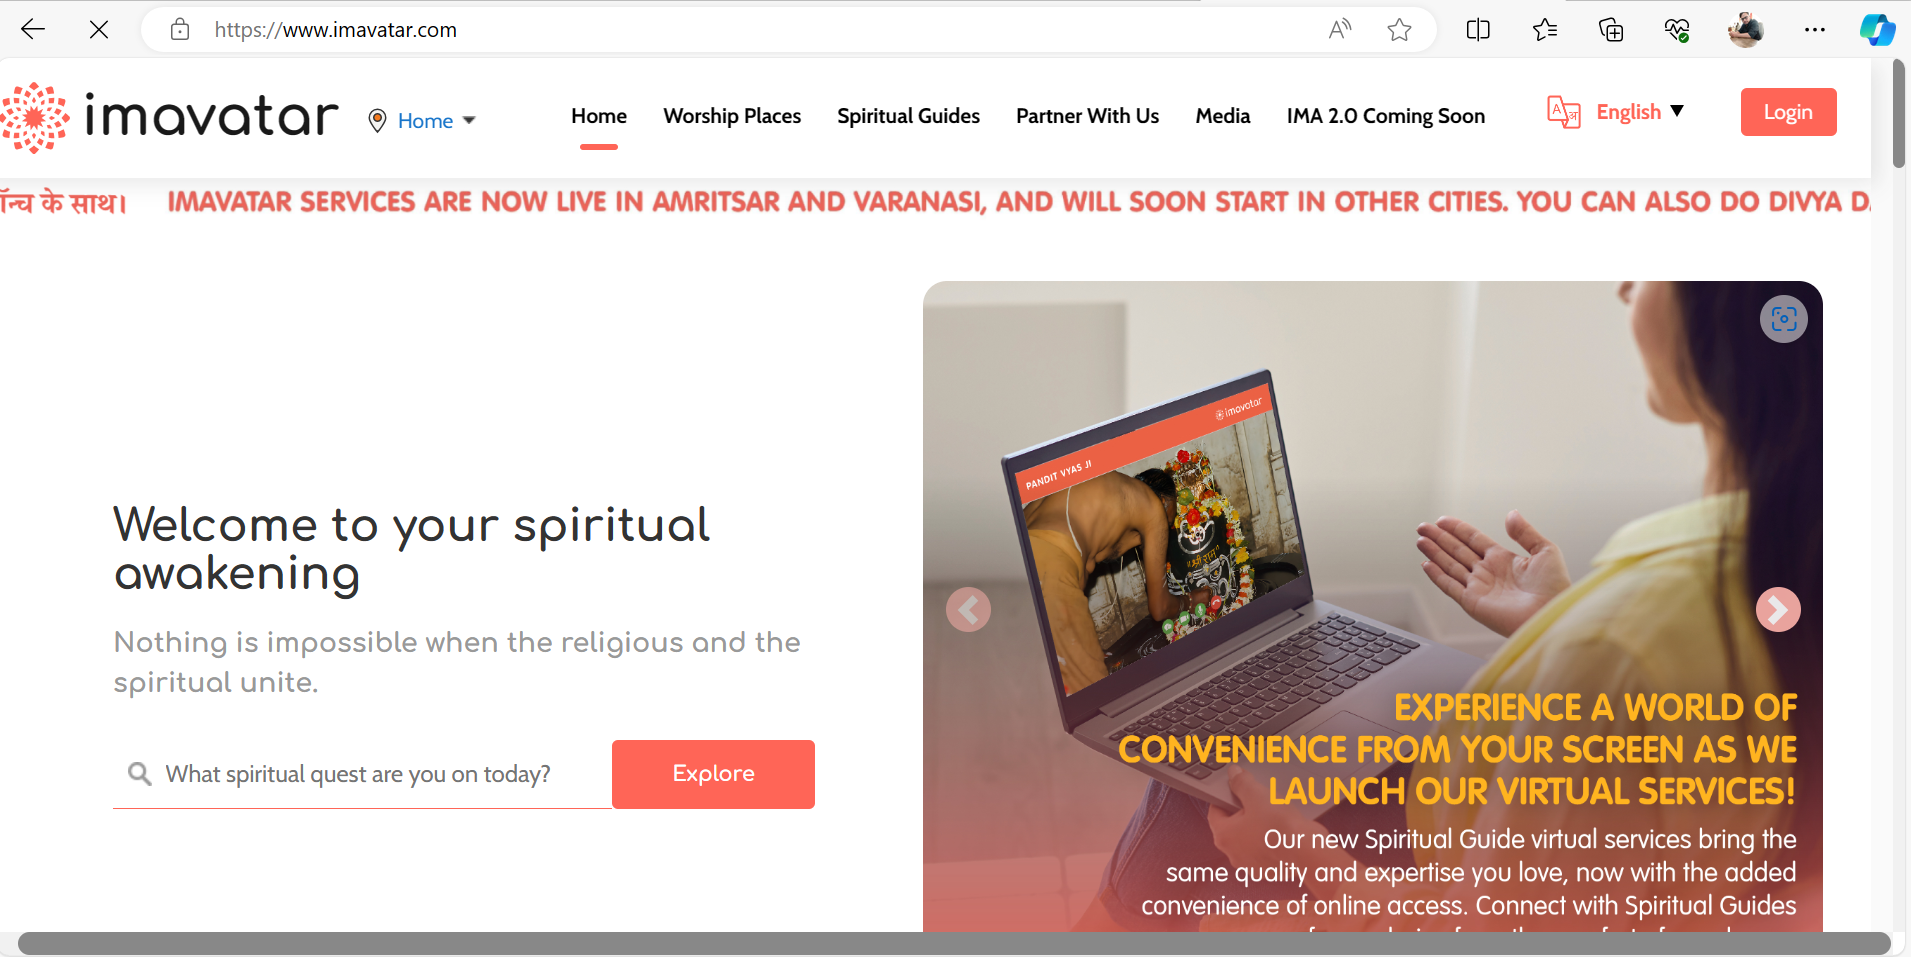 https://www.imavatar.com
imavatar
Home
Home Worship Places Spiritual Guides Partner With Us Media IMA 2.0 Coming Soon
English
Login
के साथ। IMAVATAR SERVICES ARE NOW LIVE IN AMRITSAR AND VARANASI, AND WILL SOON START IN OTHER CITIES. YOU CAN ALSO DO DIVYA
Welcome to your spiritual
awakening
Nothing is impossible when the religious and the
spiritual unite.
What spiritual quest are you on today?
Explore
imavatar
PANDIT VYAS JI
EXPERIENCE A WORLD OF
CONVENIENCE FROM YOUR SCREEN AS WE
LAUNCH OUR VIRTUAL SERVICES!
Our new Spiritual Guide virtual services bring the
same quality and expertise you love, now with the added
convenience of online access. Connect with Spiritual Guides